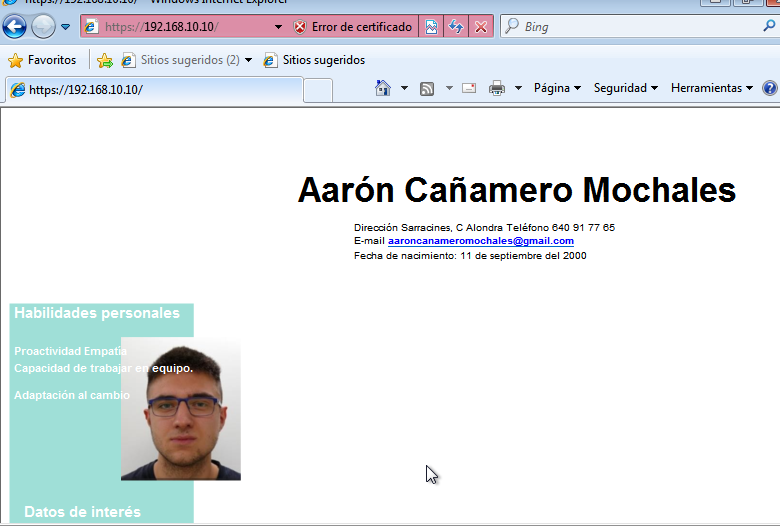 https://192.168.10.10/ - Windows Internet Explorer
https://192.168.10.10/
Error de certificado
Bing
Favoritos
Sitios sugeridos (2)
Sitios sugeridos
https://192.168.10.10/
Página
Seguridad
Herramientas
Aarón Cañamero Mochales
Dirección Sarracines, C Alondra Teléfono 640 91 77 65
E-mail aaroncanameromochales@gmail.com
Fecha de nacimiento: 11 de septiembre del 2000
Habilidades personales
Proactividad Empatía
Capacidad de trabajar en equipo.
Adaptación al cambio
Datos de interés